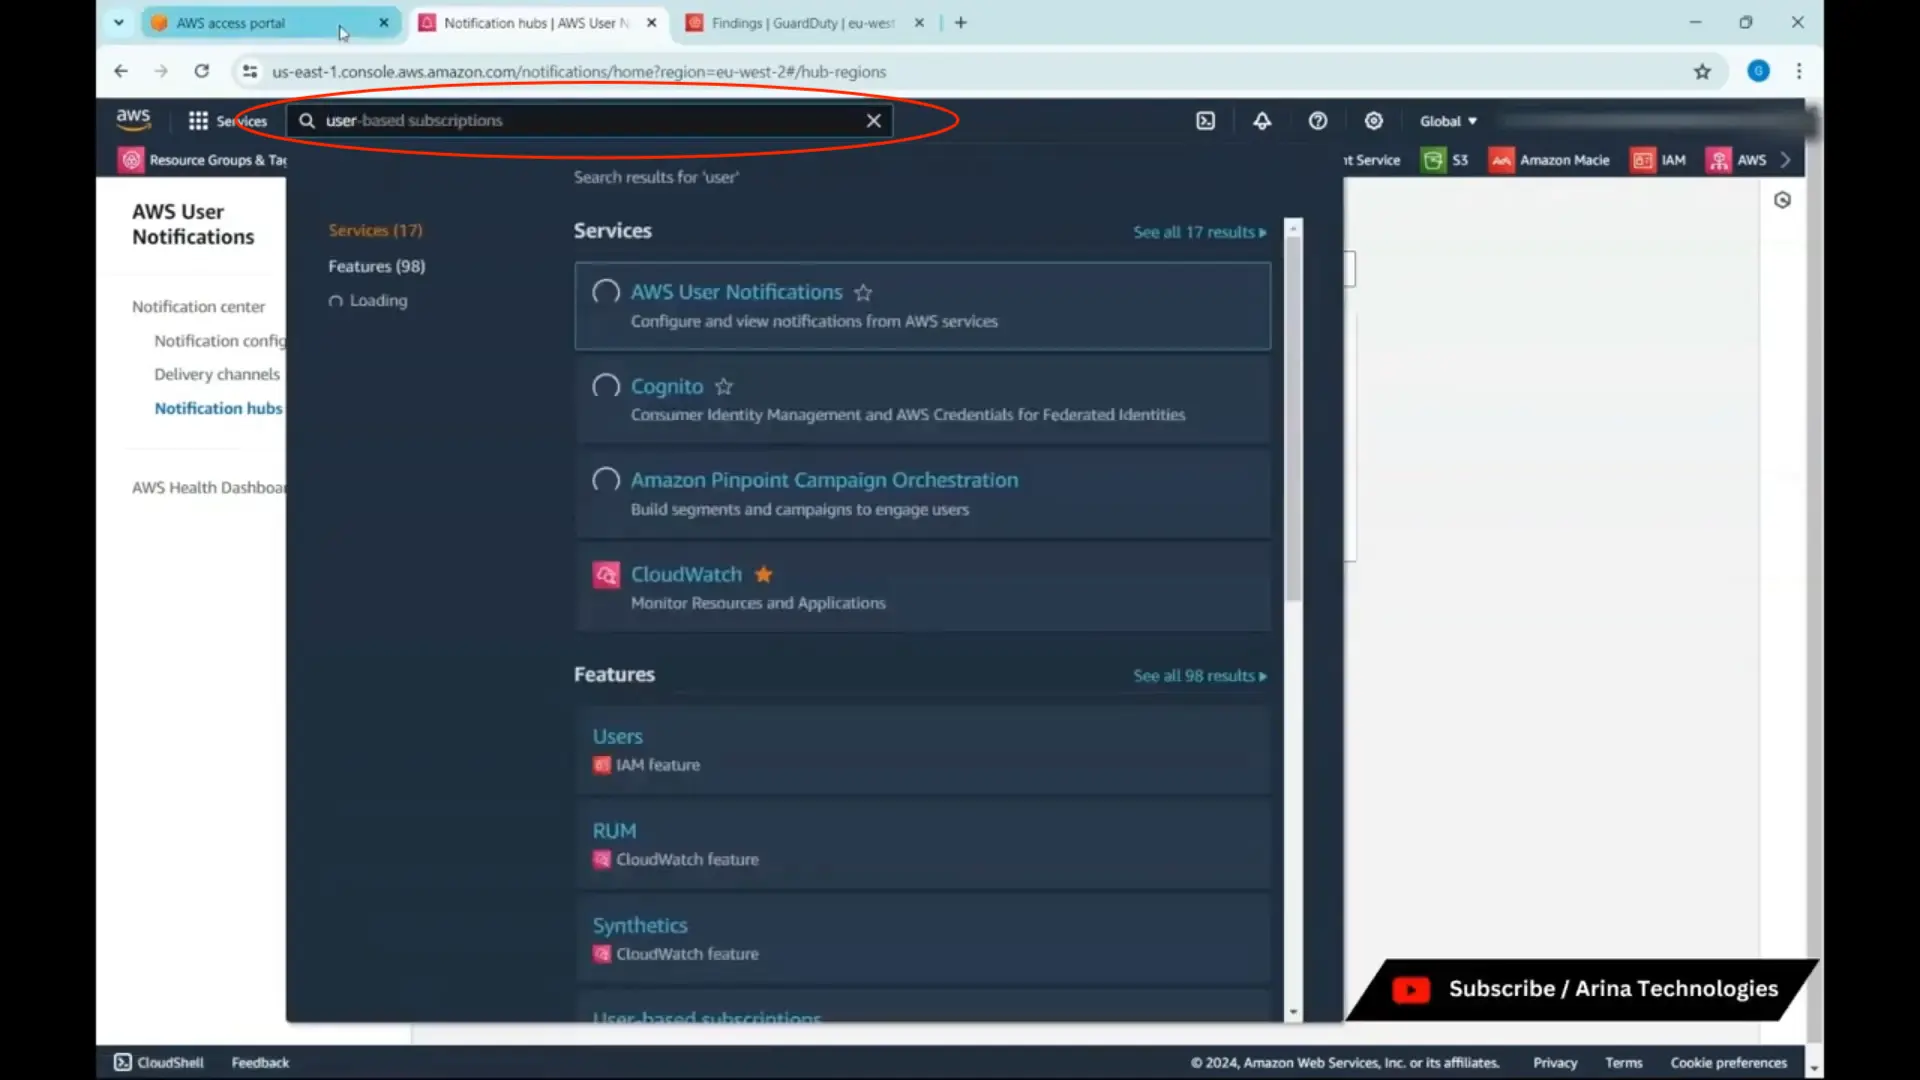 AWS access portal
Notification hubs | AWS User N
Findings | GuardDuty | eu-west
us-east-1.console.aws.amazon.com/notifications/home?region=eu-west-2#/hub-regions
G
aws
Services
user-based subscriptions
Global
Resource Groups & Tag
nt Service
S3
Amazon Macie
IAM
AWS
AWS User
Notifications
Notification center
Notification config
Delivery channels
Notification hubs
AWS Health Dashboar
Search results for 'user'
Services (17)
Features (98)
Loading
Services
See all 17 results
AWS User Notifications
Configure and view notifications from AWS services
Cognito
Consumer Identity Management and AWS Credentials for Federated Identities
Amazon Pinpoint Campaign Orchestration
Build segments and campaigns to engage users
CloudWatch
Monitor Resources and Applications
Features
See all 98 results
Users
IAM feature
RUM
CloudWatch feature
Synthetics
CloudWatch feature
User-based subscriptions
Subscribe / Arina Technologies
CloudShell
Feedback
© 2024, Amazon Web Services, Inc. or its affiliates.
Privacy
Terms
Cookie preferences